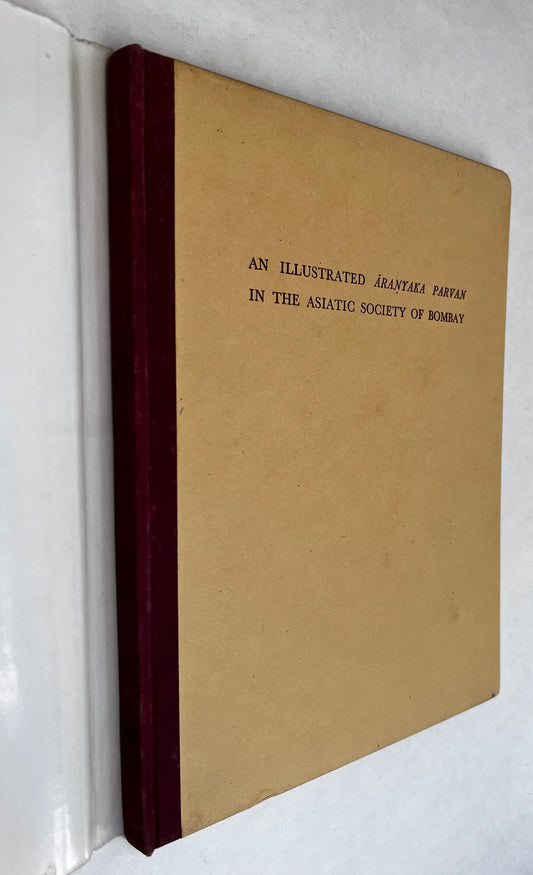 AN ILLUSTRATED ĀRAṆYAKA PARVAN
IN THE ASIATIC SOCIETY OF BOMBAY